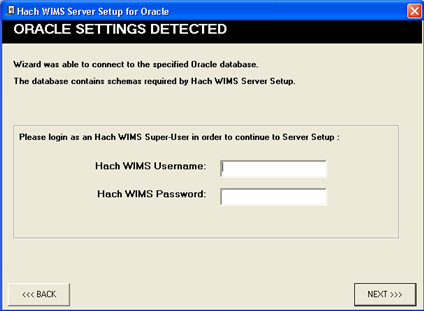 Hach WIMS Server Setup for Oracle
ORACLE SETTINGS DETECTED
Wizard was able to connect to the specified Oracle database.
The database contains schemas required by Hach WIMS Server Setup.
Please login as an Hach WIMS Super-User in order to continue to Server Setup :
Hach WIMS Username:
Hach WIMS Password:
<<< BACK
NEXT >>>